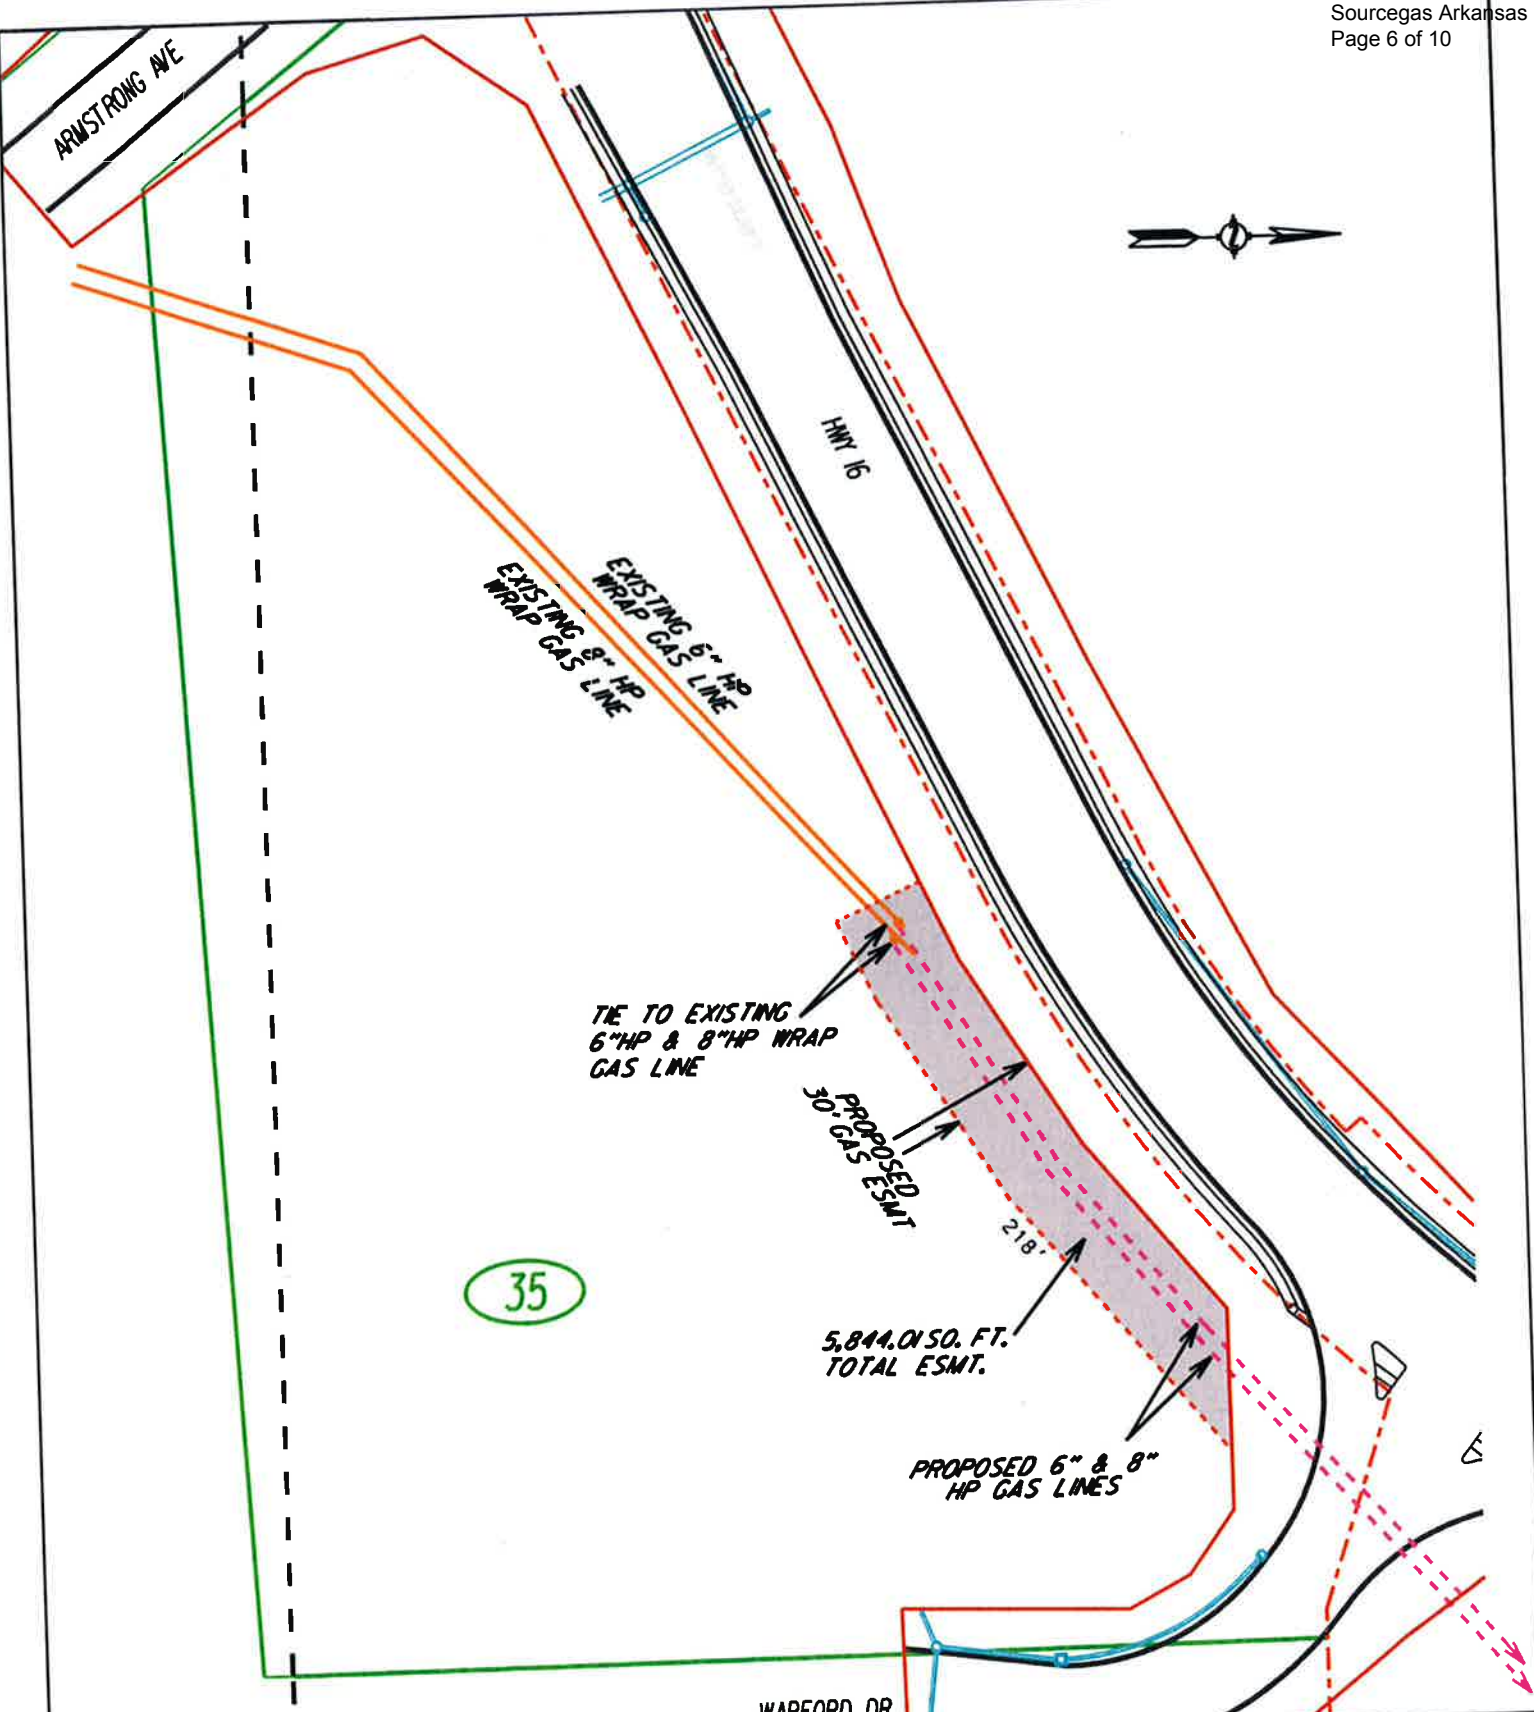 Sourcegas Arkansas
Page 6 of 10
ARMSTRONG AVE
HWY 16
EXISTING 6" HP
WRAP GAS LINE
EXISTING 8" HP
WRAP GAS LINE
TIE TO EXISTING
6"HP & 8"HP WRAP
GAS LINE
PROPOSED
30' GAS ESMT
218'
35
5,844.01 SQ. FT.
TOTAL ESMT.
PROPOSED 6" & 8"
HP GAS LINES
WARFORD DR